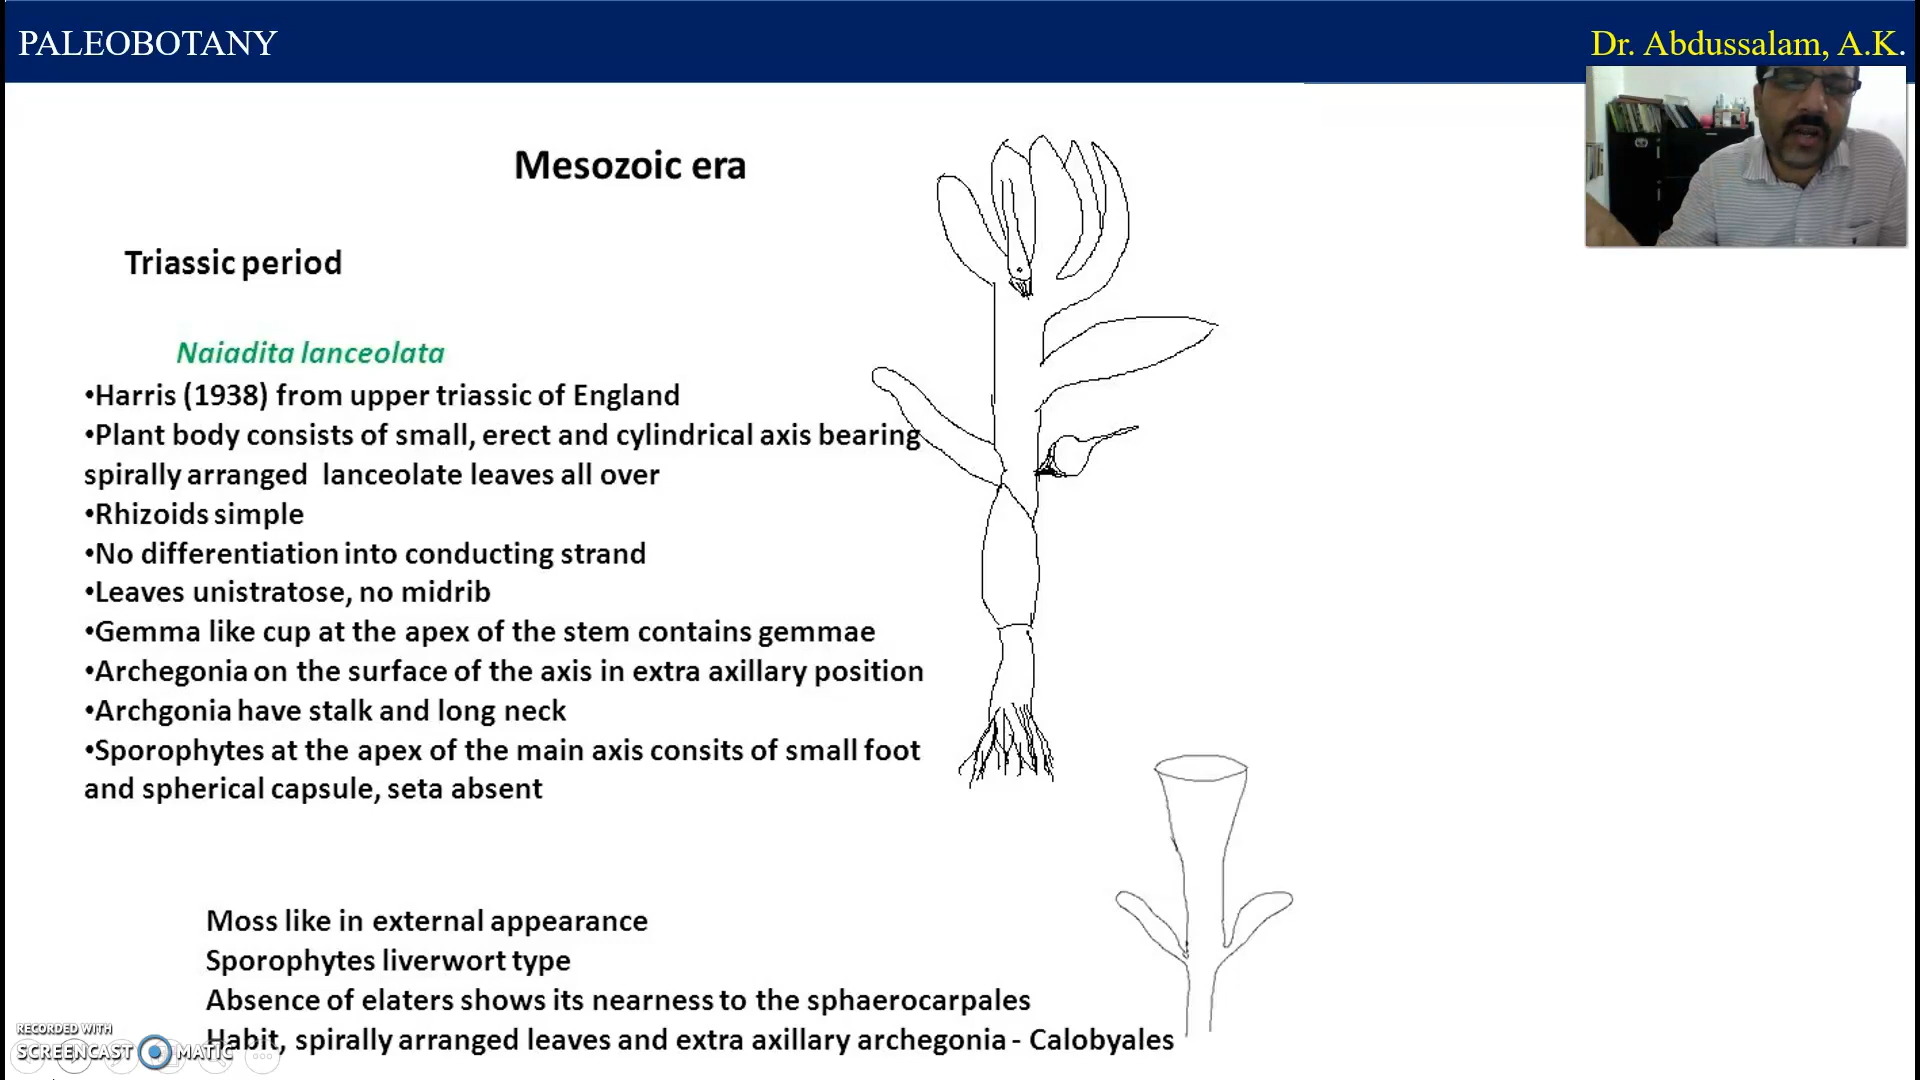 PALEOBOTANY
Dr. Abdussalam, A.K.
Mesozoic era
Triassic period
Naiadita lanceolata
•Harris (1938) from upper triassic of England
•Plant body consists of small, erect and cylindrical axis bearing
spirally arranged lanceolate leaves all over
•Rhizoids simple
•No differentiation into conducting strand
•Leaves unistratose, no midrib
•Gemma like cup at the apex of the stem contains gemmae
•Archegonia on the surface of the axis in extra axillary position
•Archgonia have stalk and long neck
•Sporophytes at the apex of the main axis consits of small foot
and spherical capsule, seta absent
Moss like in external appearance
Sporophytes liverwort type
Absence of elaters shows its nearness to the sphaerocarpales
Habit, spirally arranged leaves and extra axillary archegonia - Calobyales
RECORDED WITH
SCREENCAST MATIC